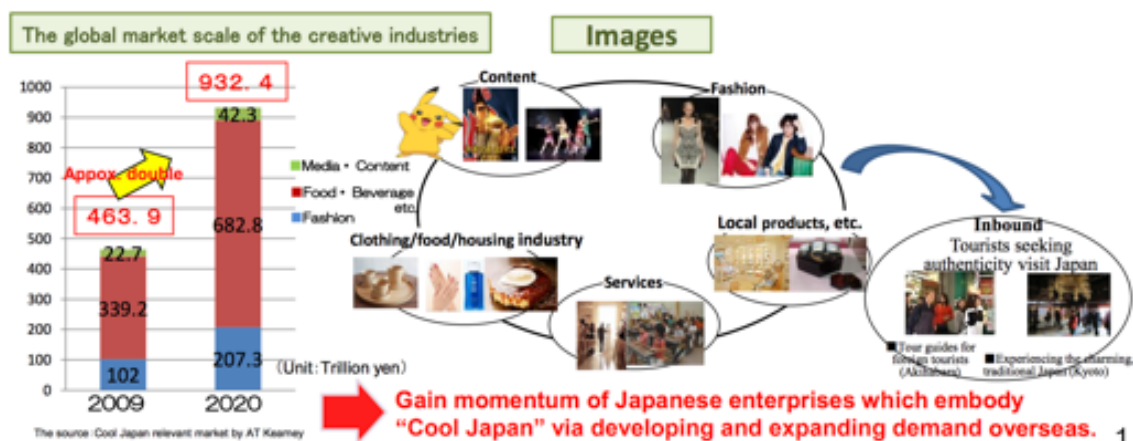 The global market scale of the creative industries
Images
1000
900
800
700
600
500
400
300
200
100
0
932. 4
42.3
682.8
207.3
Appox. double
463. 9
22.7
339.2
102
2009
2020
Media・Content
Food・Beverage
etc.
Fashion
(Unit:Trillion yen)
The source:Cool Japan relevant market by AT Kearney
Content
Fashion
Clothing/food/housing industry
Local products, etc.
Services
Inbound
Tourists seeking
authenticity visit Japan
■Tour guides for
foreign tourists
(Akihabara)
■Experiencing the charming,
traditional Japan (Kyoto)
Gain momentum of Japanese enterprises which embody
“Cool Japan” via developing and expanding demand overseas.
1